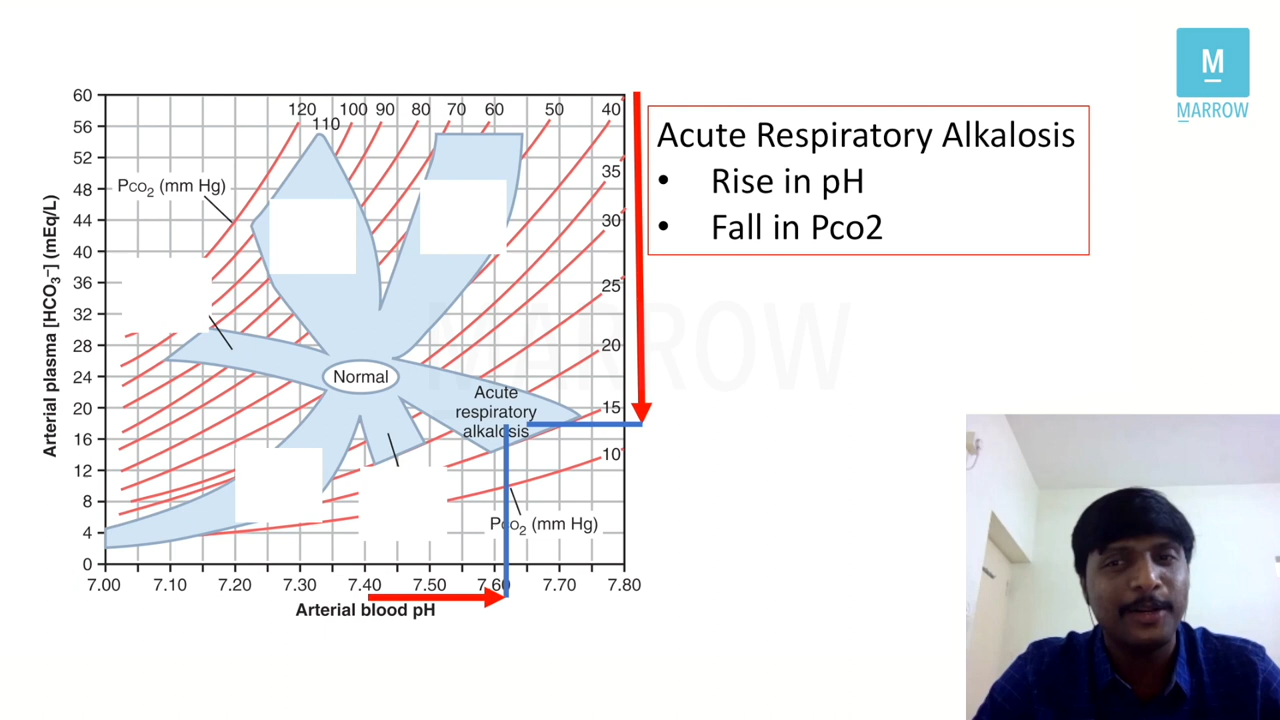 M
MARROW
Acute Respiratory Alkalosis
• Rise in pH
• Fall in Pco2
60
56
52
48
44
40
36
32
28
24
20
16
12
8
4
0
Arterial plasma [HCO3–] (mEq/L)
120 110 100 90 80 70 60 50 40
35
30
25
20
15
10
PCO2 (mm Hg)
Normal
Acute
respiratory
alkalosis
PCO2 (mm Hg)
7.00 7.10 7.20 7.30 7.40 7.50 7.60 7.70 7.80
Arterial blood pH
MARROW